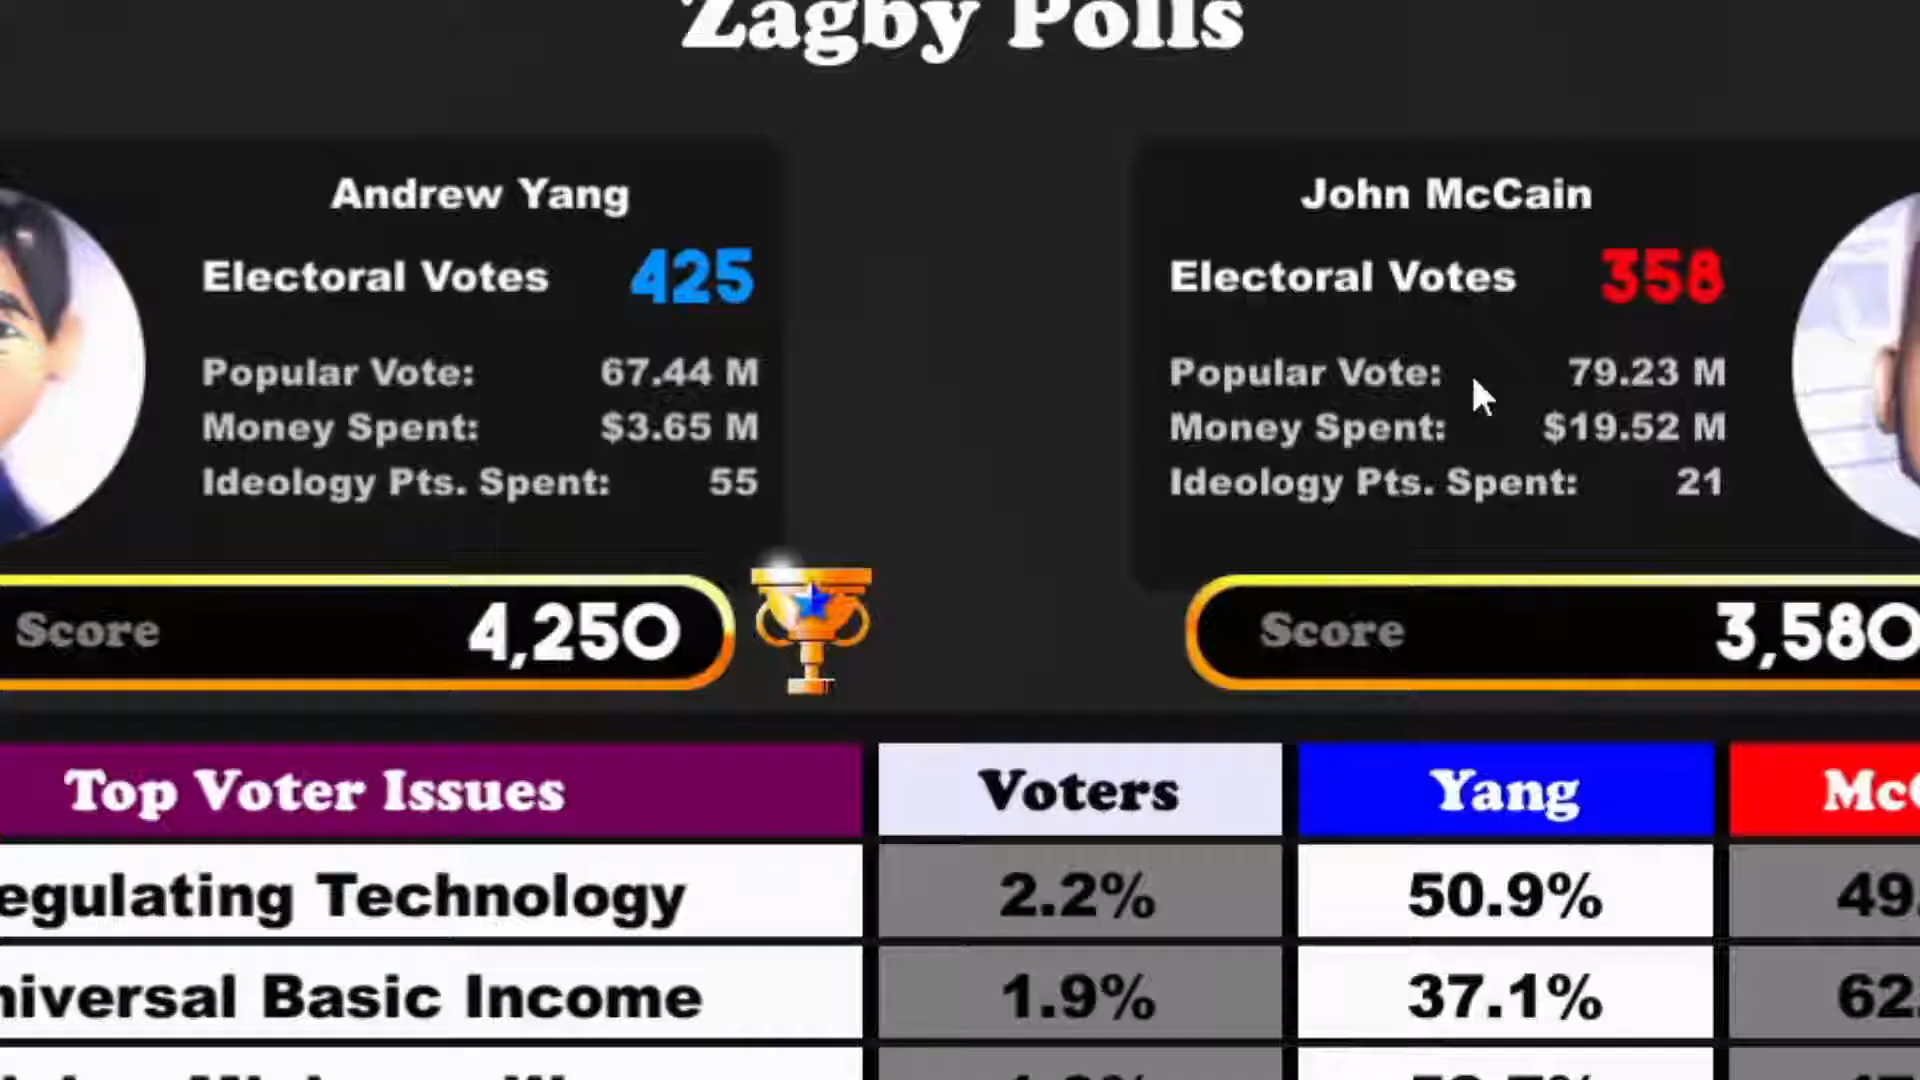 Zagby Polls
Andrew Yang
Electoral Votes 425
Popular Vote: 67.44 M
Money Spent: $3.65 M
Ideology Pts. Spent: 55
Score 4,250
John McCain
Electoral Votes 358
Popular Vote: 79.23 M
Money Spent: $19.52 M
Ideology Pts. Spent: 21
Score 3,580
Top Voter Issues Voters Yang McC
egulating Technology 2.2% 50.9% 49.
niversal Basic Income 1.9% 37.1% 62.